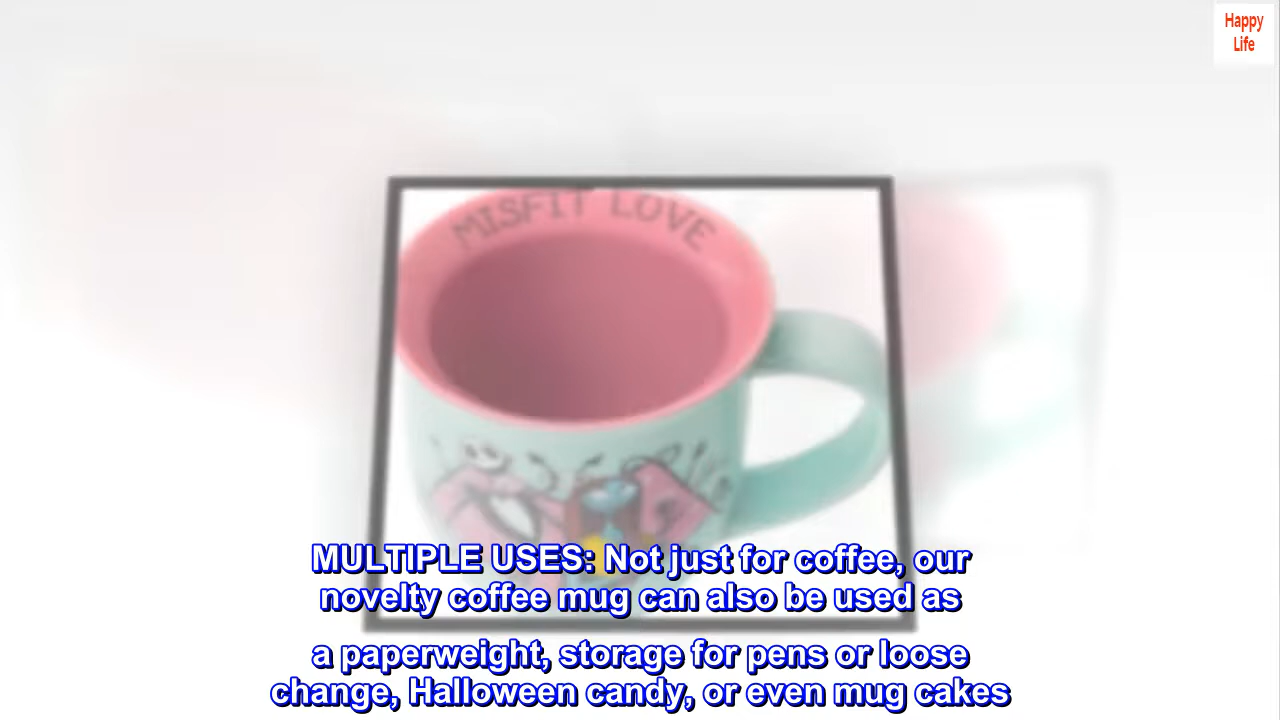 Happy
Life
MISFIT LOVE
MULTIPLE USES: Not just for coffee, our
novelty coffee mug can also be used as
a paperweight, storage for pens or loose
change, Halloween candy, or even mug cakes